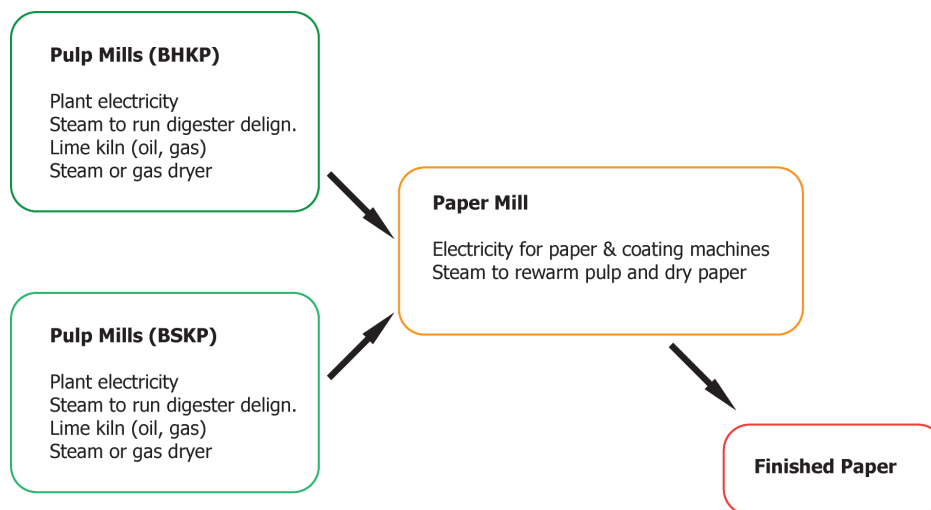 Pulp Mills (BHKP)
Plant electricity
Steam to run digester delign.
Lime kiln (oil, gas)
Steam or gas dryer
Pulp Mills (BSKP)
Plant electricity
Steam to run digester delign.
Lime kiln (oil, gas)
Steam or gas dryer
Paper Mill
Electricity for paper & coating machines
Steam to rewarm pulp and dry paper
Finished Paper